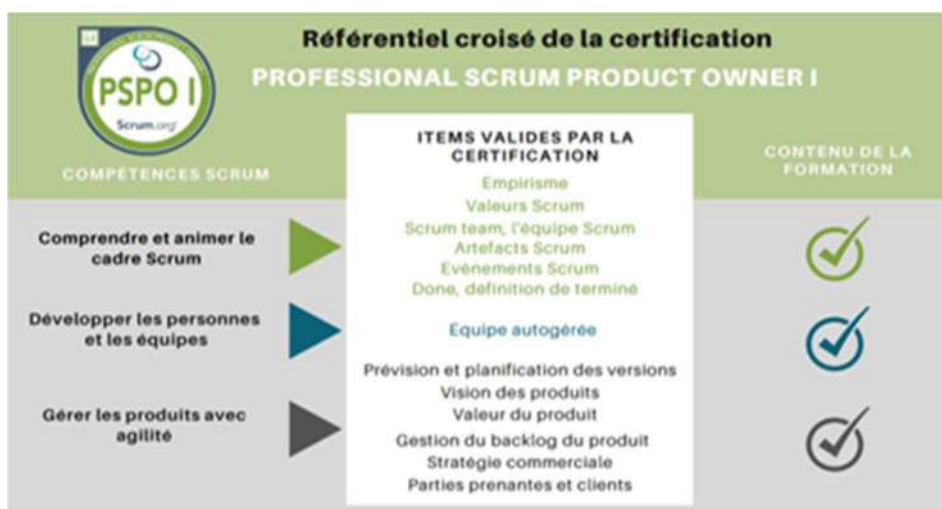 Référentiel croisé de la certification
PROFESSIONAL SCRUM PRODUCT OWNER I
PSPO I
Scrum.org
COMPÉTENCES SCRUM
ITEMS VALIDES PAR LA
CERTIFICATION
CONTENU DE LA
FORMATION
Comprendre et animer le
cadre Scrum
Empirisme
Valeurs Scrum
Scrum team, l'équipe Scrum
Artefacts Scrum
Evènements Scrum
Done, définition de terminé
Développer les personnes
et les équipes
Equipe autogérée
Gérer les produits avec
agilité
Prévision et planification des versions
Vision des produits
Valeur du produit
Gestion du backlog du produit
Stratégie commerciale
Parties prenantes et clients